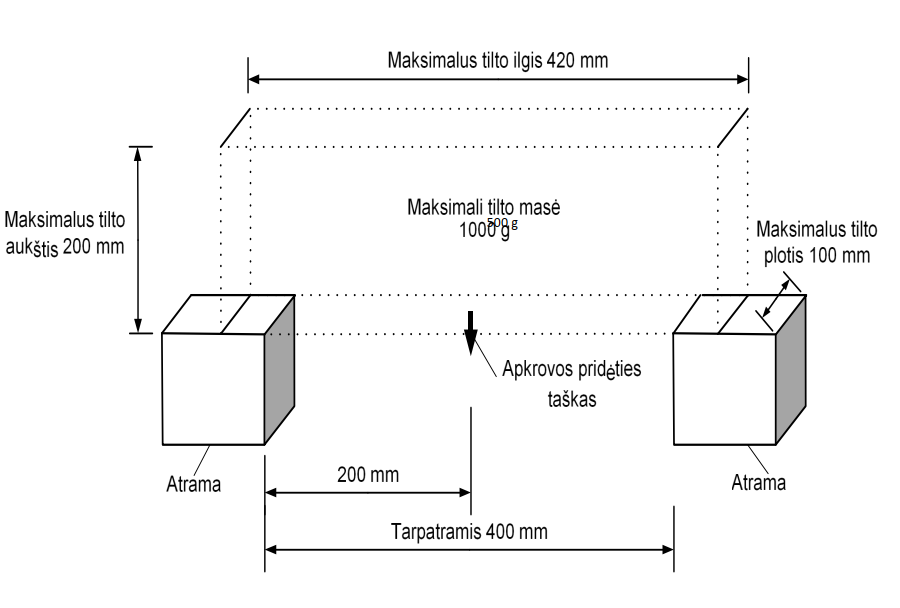 Maksimalus tilto ilgis 420 mm
Maksimali tilto masė
500 g
1000 g
Maksimalus tilto
aukštis 200 mm
Maksimalus tilto
plotis 100 mm
Apkrovos pridėties
taškas
Atrama
200 mm
Atrama
Tarpatramis 400 mm